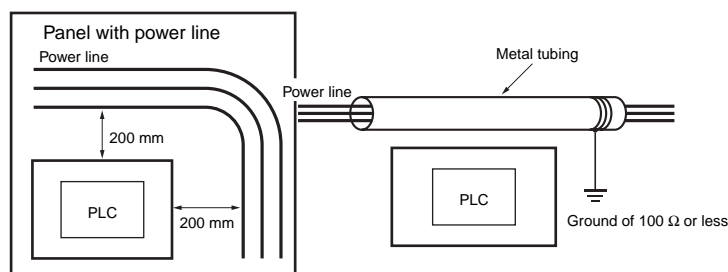 Panel with power line
Power line
200 mm
PLC
200 mm
Metal tubing
Power line
PLC
Ground of 100 Ω or less